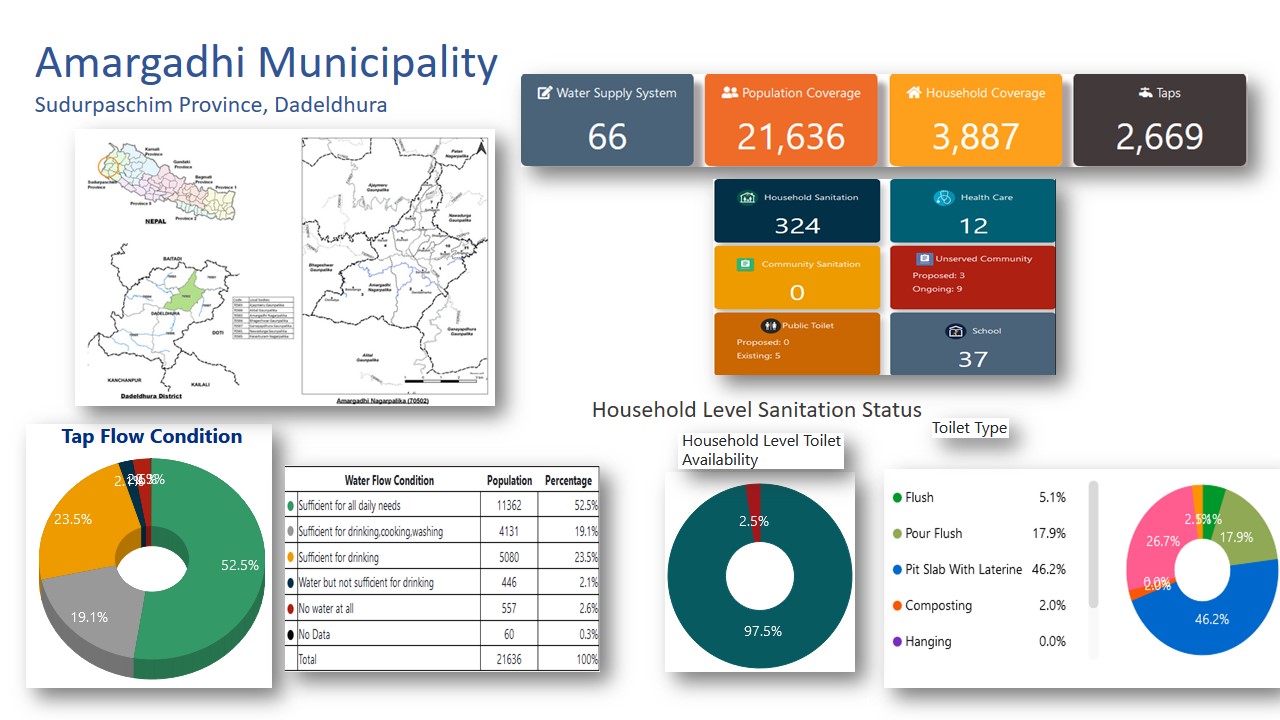 Amargadhi Municipality
Sudurpaschim Province, Dadeldhura
Water Supply System
66
Population Coverage
21,636
Household Coverage
3,887
Taps
2,669
Household Sanitation
324
Health Care
12
Community Sanitation
0
Unserved Community
Proposed: 3
Ongoing: 9
Public Toilet
Proposed: 0
Existing: 5
School
37
Karnali
Province
Gandaki
Province
Bagmati
Province
Province 1
Sudurpaschim
Province
Province 5
Province 2
NEPAL
BAITADI
DADELDHURA
DOTI
KANCHANPUR
KAILALI
Dadeldhura District
Patan
Nagarpalika
Ajaymeru
Gaunpalika
Nawadurga
Gaunpalika
Bhageshwar
Gaunpalika
Amargadhi
Nagarpalika
Ganayapdhura
Gaunpalika
Alital
Gaunpalika
Amargadhi Nagarpalika (70502)
Household Level Sanitation Status
Tap Flow Condition
23.5%
52.5%
19.1%
Water Flow Condition Population Percentage
Sufficient for all daily needs 11362 52.5%
Sufficient for drinking,cooking,washing 4131 19.1%
Sufficient for drinking 5080 23.5%
Water but not sufficient for drinking 446 2.1%
No water at all 557 2.6%
No Data 60 0.3%
Total 21636 100%
Household Level Toilet
Availability
2.5%
97.5%
Toilet Type
Flush 5.1%
Pour Flush 17.9%
Pit Slab With Laterine 46.2%
Composting 2.0%
Hanging 0.0%
26.7%
17.9%
0.0%
2.0%
46.2%